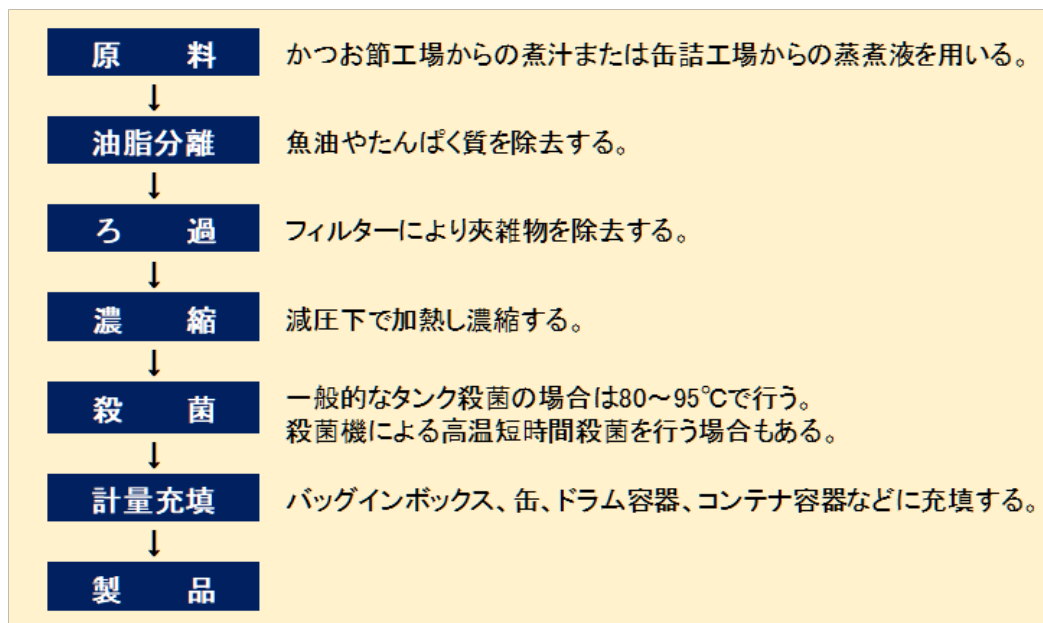 原　料　かつお節工場からの煮汁または缶詰工場からの蒸煮液を用いる。
↓
油脂分離　魚油やたんぱく質を除去する。
↓
ろ　過　フィルターにより夾雑物を除去する。
↓
濃　縮　減圧下で加熱し濃縮する。
↓
殺　菌　一般的なタンク殺菌の場合は80～95℃で行う。
殺菌機による高温短時間殺菌を行う場合もある。
↓
計量充填　バッグインボックス、缶、ドラム容器、コンテナ容器などに充填する。
↓
製　品